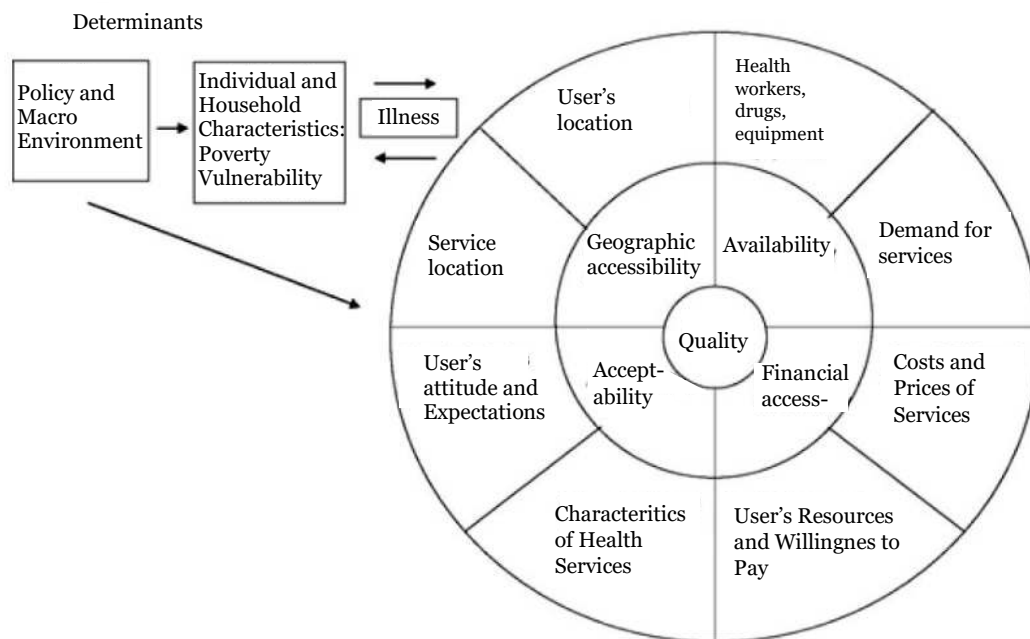 Determinants
Policy and
Macro
Environment
Individual and
Household
Characteristics:
Poverty
Vulnerability
Illness
User's
location
Health
workers,
drugs,
equipment
Service
location
Geographic
accessibility
Availability
Demand for
services
Quality
User's
attitude and
Expectations
Accept-
ability
Financial
access-
Costs and
Prices of
Services
Characteritics
of Health
Services
User's Resources
and Willingnes to
Pay